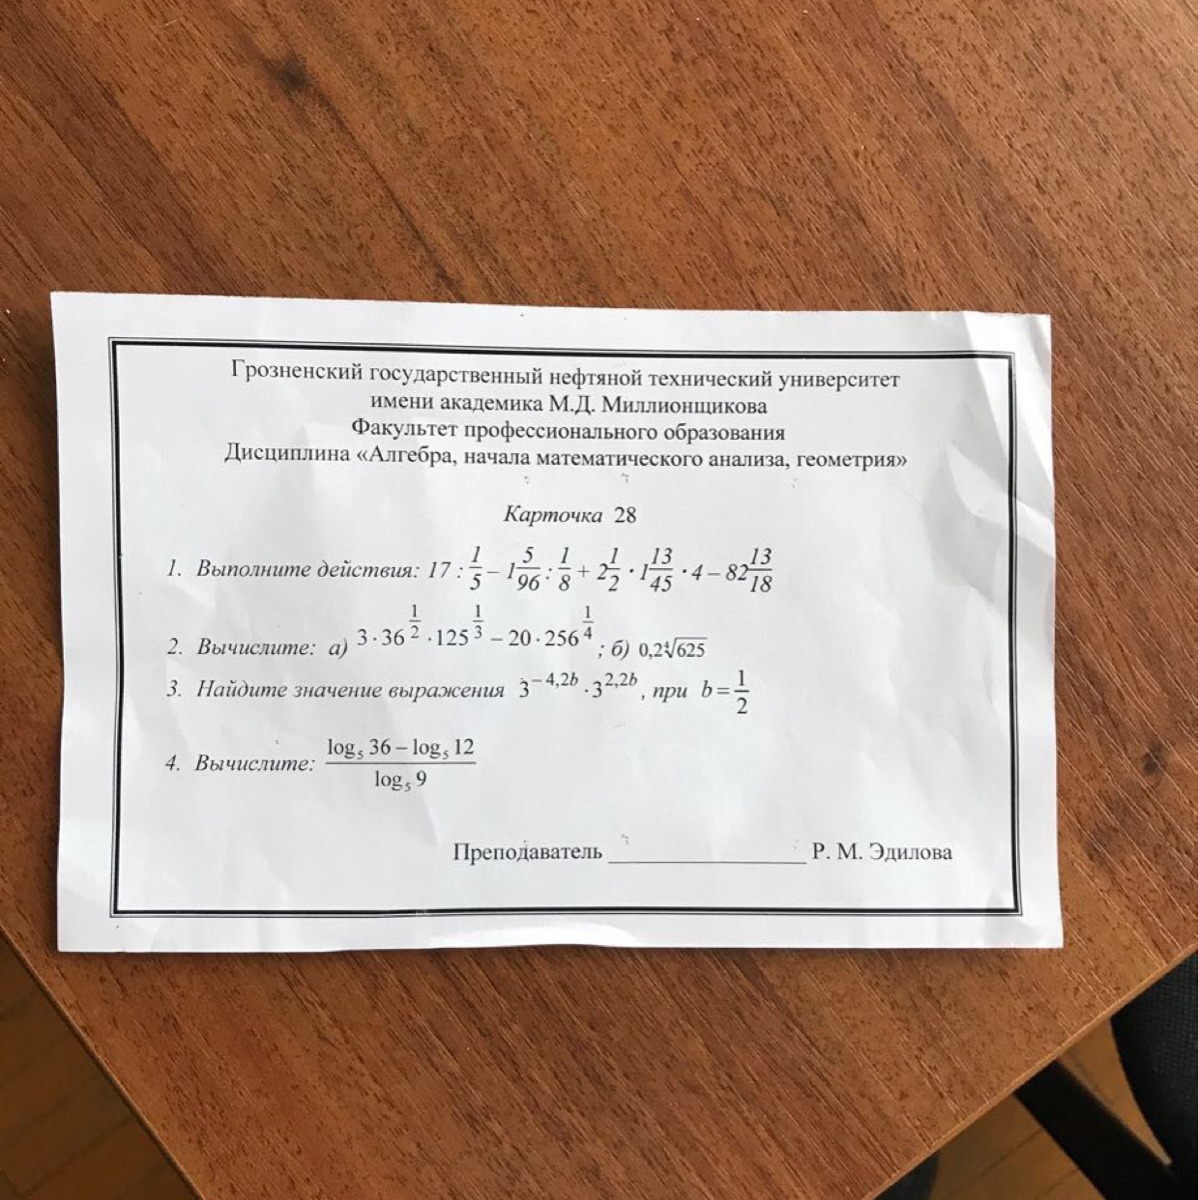 Грозненский государственный нефтяной технический университет
имени академика М.Д. Миллионщикова
Факультет профессионального образования
Дисциплина «Алгебра, начала математического анализа, геометрия»
Карточка 28
1. Выполните действия: 17 : 1/5 – 1 5/96 : 1/8 + 2 1/2 · 1 13/45 · 4 – 82 13/18
2. Вычислите: а) 3 · 36^(1/2) · 125^(1/3) – 20 · 256^(1/4) ; б) 0,2∜625
3. Найдите значение выражения 3^(–4,2b) · 3^(2,2b) , при b = 1/2
4. Вычислите: (log₅ 36 – log₅ 12) / (log₅ 9)
Преподаватель ____________________ Р. М. Эдилова